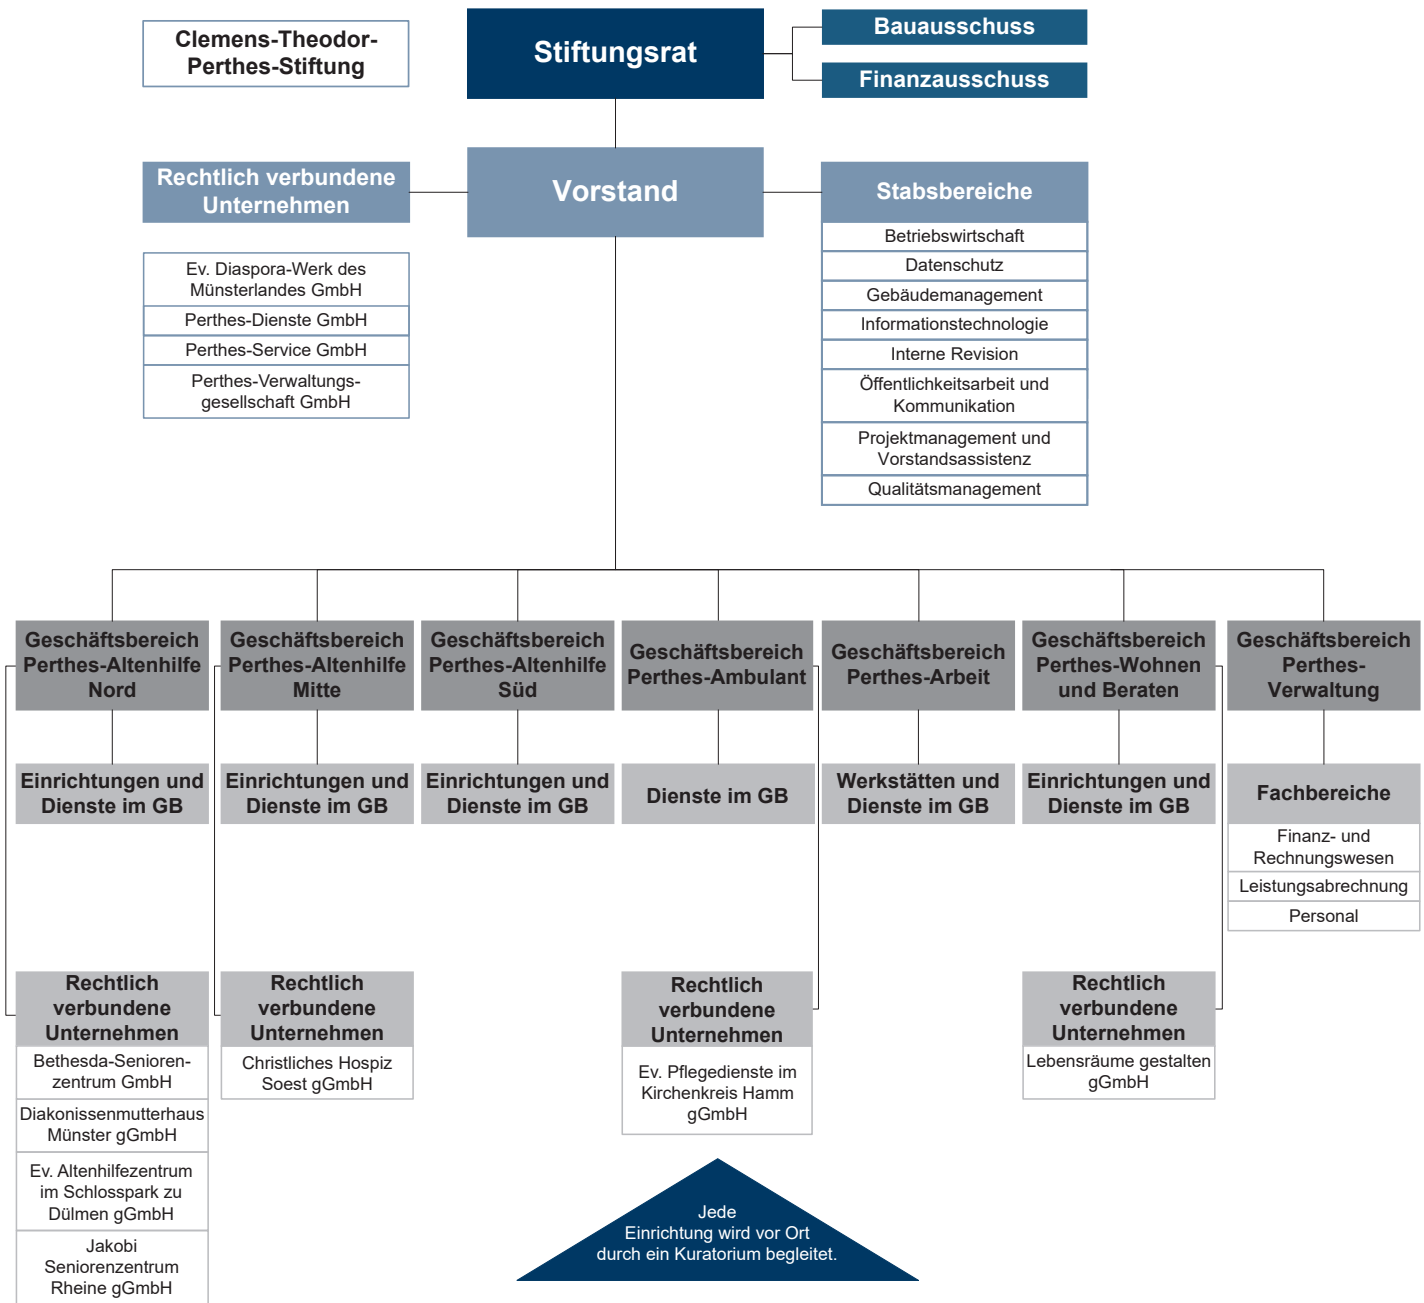 Clemens-Theodor-
Perthes-Stiftung
Stiftungsrat
Bauausschuss
Finanzausschuss
Rechtlich verbundene
Unternehmen
Vorstand
Stabsbereiche
Ev. Diaspora-Werk des
Münsterlandes GmbH
Perthes-Dienste GmbH
Perthes-Service GmbH
Perthes-Verwaltungs-
gesellschaft GmbH
Betriebswirtschaft
Datenschutz
Gebäudemanagement
Informationstechnologie
Interne Revision
Öffentlichkeitsarbeit und
Kommunikation
Projektmanagement und
Vorstandsassistenz
Qualitätsmanagement
Geschäftsbereich
Perthes-Altenhilfe
Nord
Geschäftsbereich
Perthes-Altenhilfe
Mitte
Geschäftsbereich
Perthes-Altenhilfe
Süd
Geschäftsbereich
Perthes-Ambulant
Geschäftsbereich
Perthes-Arbeit
Geschäftsbereich
Perthes-Wohnen
und Beraten
Geschäftsbereich
Perthes-
Verwaltung
Einrichtungen und
Dienste im GB
Einrichtungen und
Dienste im GB
Einrichtungen und
Dienste im GB
Dienste im GB
Werkstätten und
Dienste im GB
Einrichtungen und
Dienste im GB
Fachbereiche
Finanz- und
Rechnungswesen
Leistungsabrechnung
Personal
Rechtlich
verbundene
Unternehmen
Bethesda-Senioren-
zentrum GmbH
Diakonissenmutterhaus
Münster gGmbH
Ev. Altenhilfezentrum
im Schlosspark zu
Dülmen gGmbH
Jakobi
Seniorenzentrum
Rheine gGmbH
Rechtlich
verbundene
Unternehmen
Christliches Hospiz
Soest gGmbH
Rechtlich
verbundene
Unternehmen
Ev. Pflegedienste im
Kirchenkreis Hamm
gGmbH
Rechtlich
verbundene
Unternehmen
Lebensräume gestalten
gGmbH
Jede
Einrichtung wird vor Ort
durch ein Kuratorium begleitet.